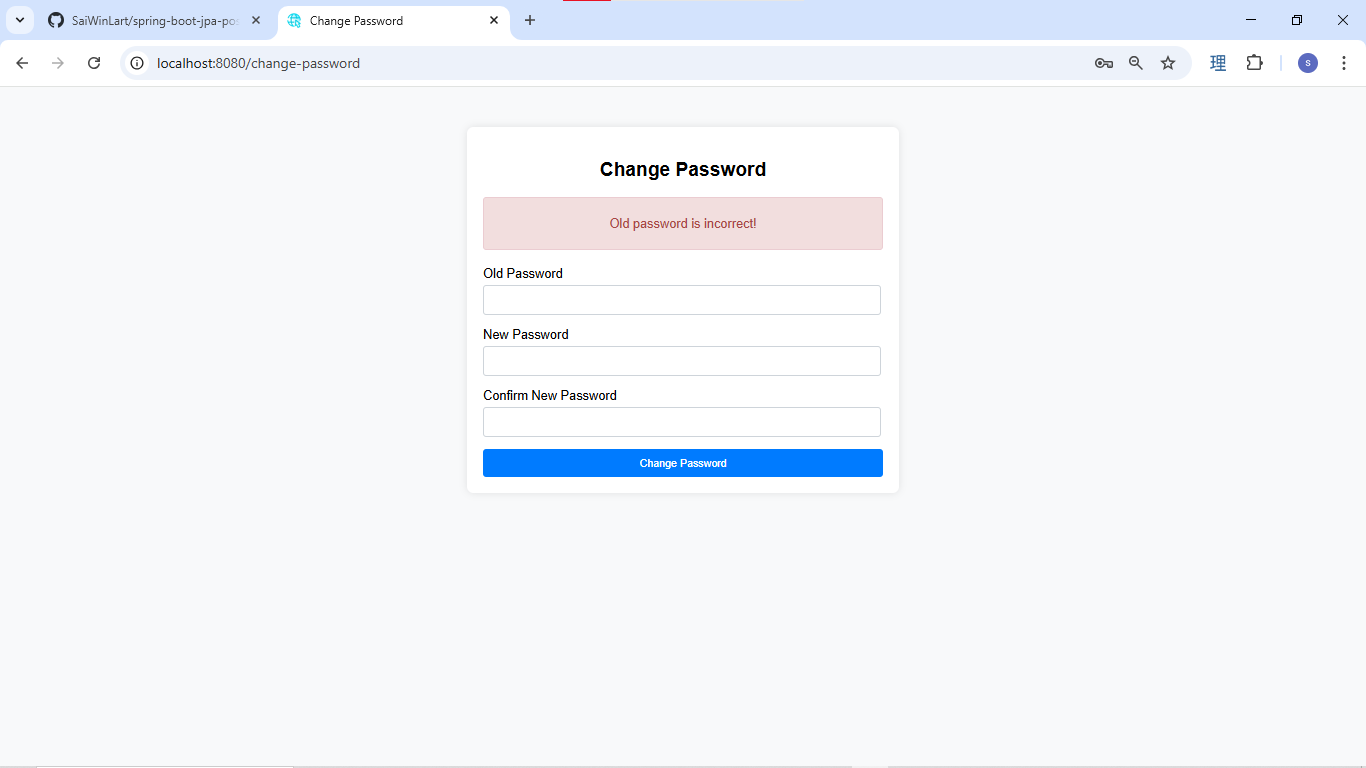 SaiWinLart/spring-boot-jpa-pos
Change Password
localhost:8080/change-password
理
s
Change Password
Old password is incorrect!
Old Password
New Password
Confirm New Password
Change Password